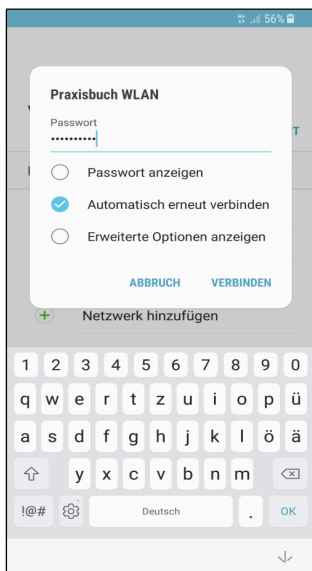 56%
Praxisbuch WLAN
Passwort
••••••••••
Passwort anzeigen
Automatisch erneut verbinden
Erweiterte Optionen anzeigen
ABBRUCH VERBINDEN
Netzwerk hinzufügen
1 2 3 4 5 6 7 8 9 0
q w e r t z u i o p ü
a s d f g h j k l ö ä
y x c v b n m
!@# Deutsch . OK